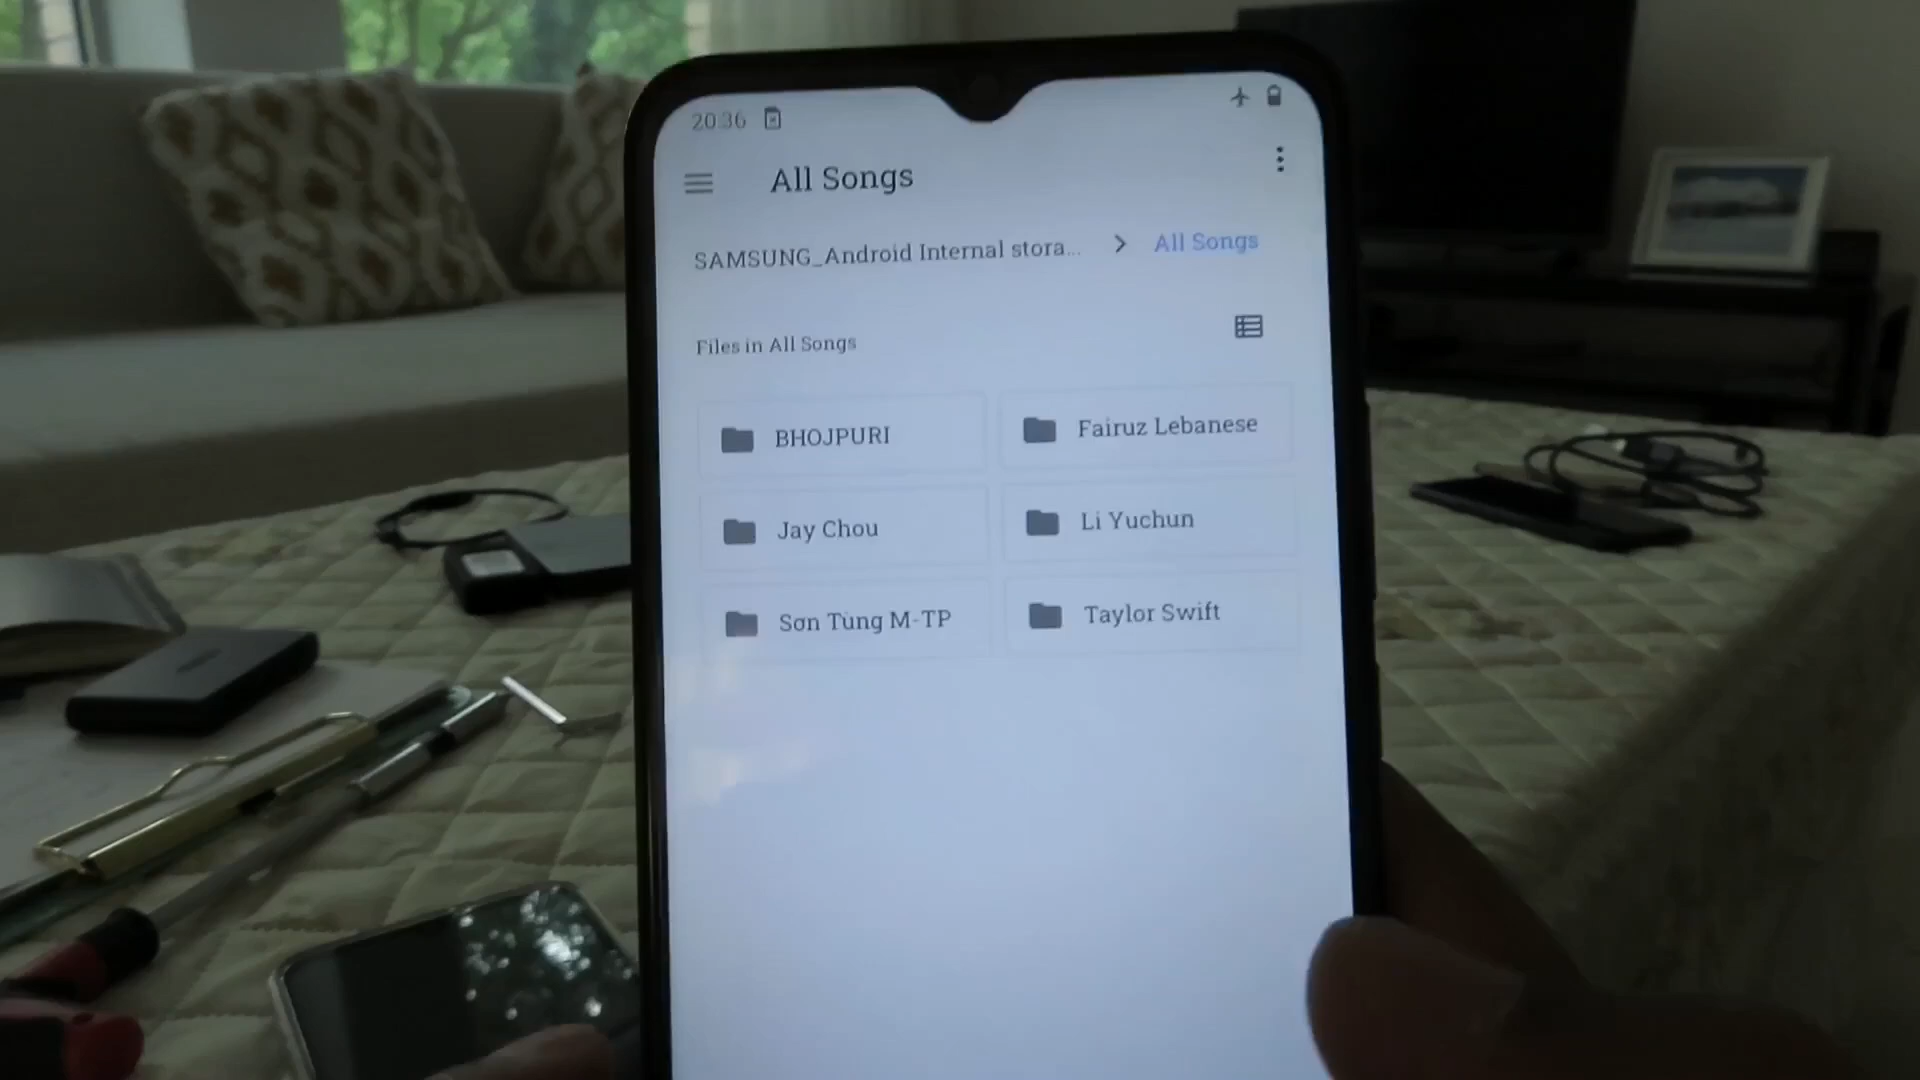 20:36
All Songs
SAMSUNG_Android Internal stora... > All Songs
Files in All Songs
BHOJPURI
Fairuz Lebanese
Jay Chou
Li Yuchun
Sơn Tùng M-TP
Taylor Swift